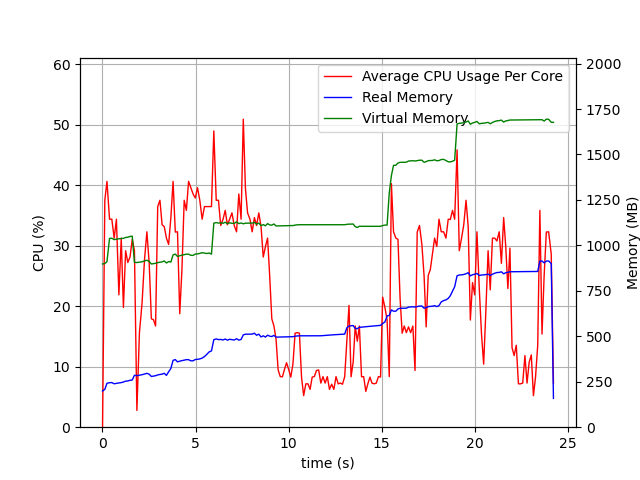 Average CPU Usage Per Core
Real Memory
Virtual Memory
CPU (%)
60
50
40
30
20
10
0
2000
1750
1500
1250
1000
750
500
250
0
Memory (MB)
0 5 10 15 20 25
time (s)